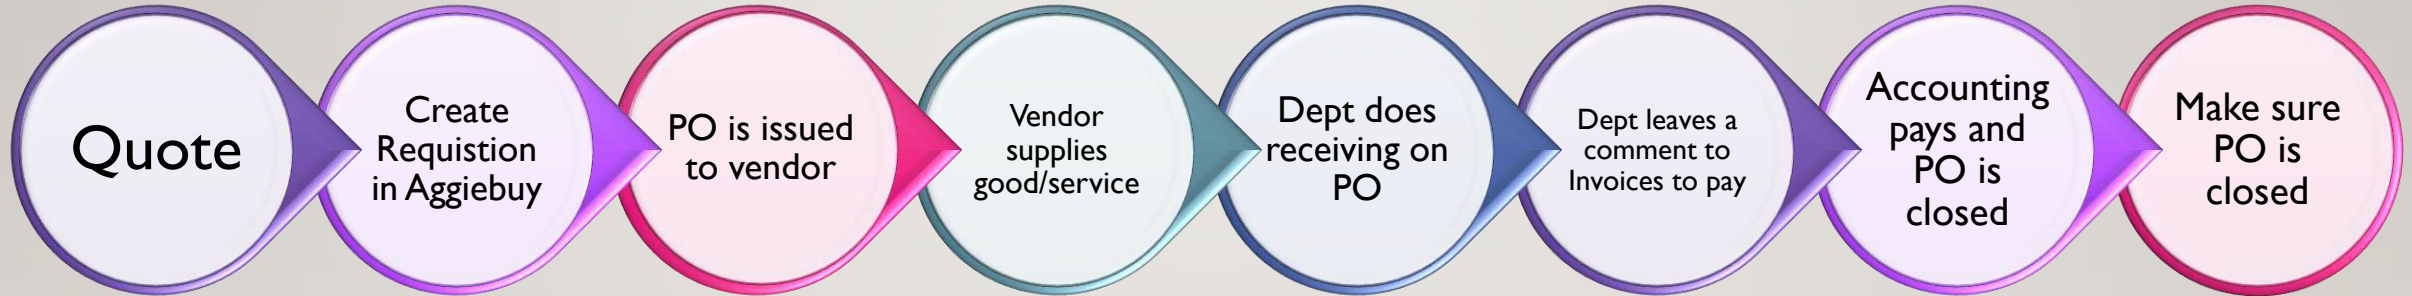 Quote
Create
Requistion
in Aggiebuy
PO is issued
to vendor
Vendor
supplies
good/service
Dept does
receiving on
PO
Dept leaves a
comment to
Invoices to pay
Accounting
pays and
PO is
closed
Make sure
PO is
closed